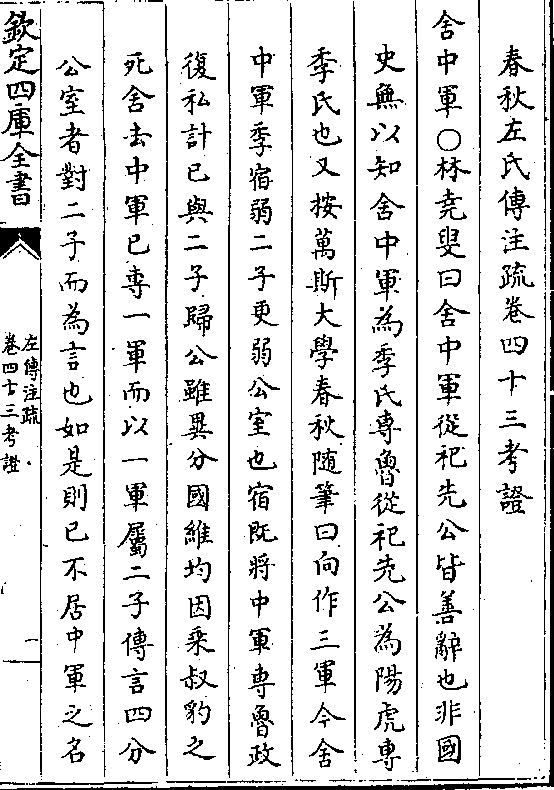 春秋左氏傳注疏卷四十三考證
舍中軍○林堯叟曰舍中軍從祀先公皆善辭也非國
史無以知舍中軍為季氏專魯從祀先公為陽虎專
季氏也又按萬斯大學春秋隨筆曰向作三軍今舍
中軍季宿弱二子更弱公室也宿既將中軍専魯政
復私計已與二子歸公雖異分國維均因乘叔豹之
死舍去中軍已専一軍而以一軍屬二子傳言四分
公室者對二子而為言也如是則已不居中軍之名
欽定四庫全書
左傳注疏
卷四十三考證
一